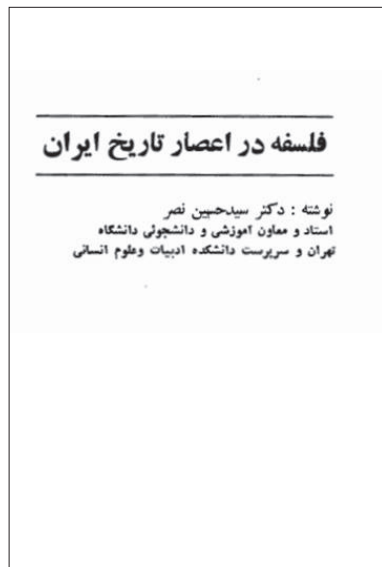 فلسفه در اعصار تاریخ ایران
نوشته : دکتر سیدحسین نصر
استاد و معاون آموزشی و دانشجوئی دانشگاه
تهران و سرپرست دانشکده ادبیات وعلوم انسانی